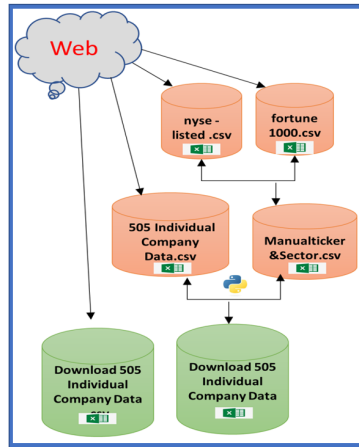 Web
nyse -
listed .csv
fortune
1000.csv
505 Individual
Company
Data.csv
Manualticker
&Sector.csv
Download 505
Individual
Company Data
Download 505
Individual
Company Data